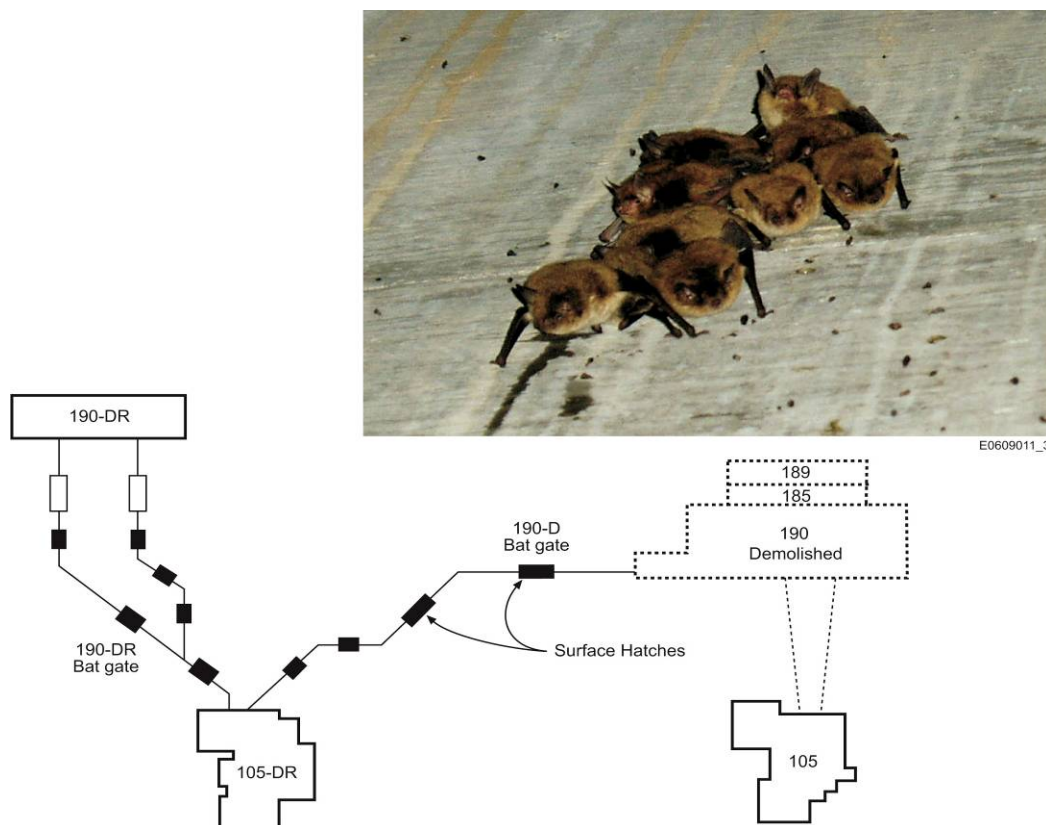 E0609011_3
190-DR
189
185
190
Demolished
190-D
Bat gate
190-DR
Bat gate
Surface Hatches
105-DR
105